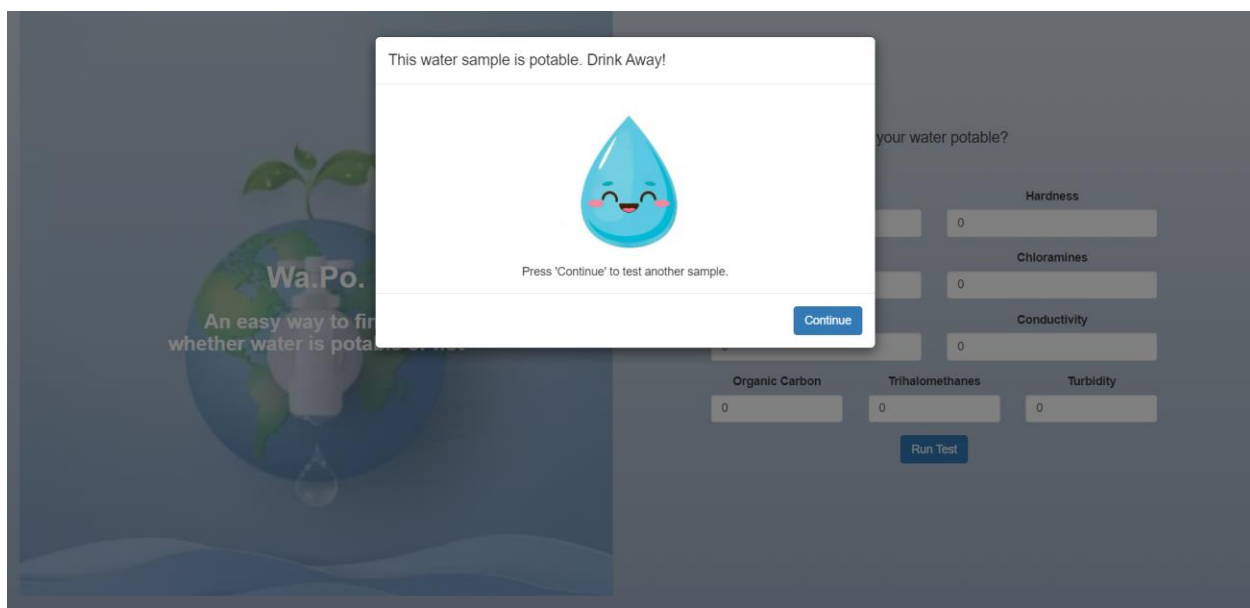 This water sample is potable. Drink Away!
Press 'Continue' to test another sample.
Continue
Wa.Po.
An easy way to fin
whether water is pota
your water potable?
Hardness
0
Chloramines
0
Conductivity
0
Organic Carbon Trihalomethanes Turbidity
0 0 0
Run Test